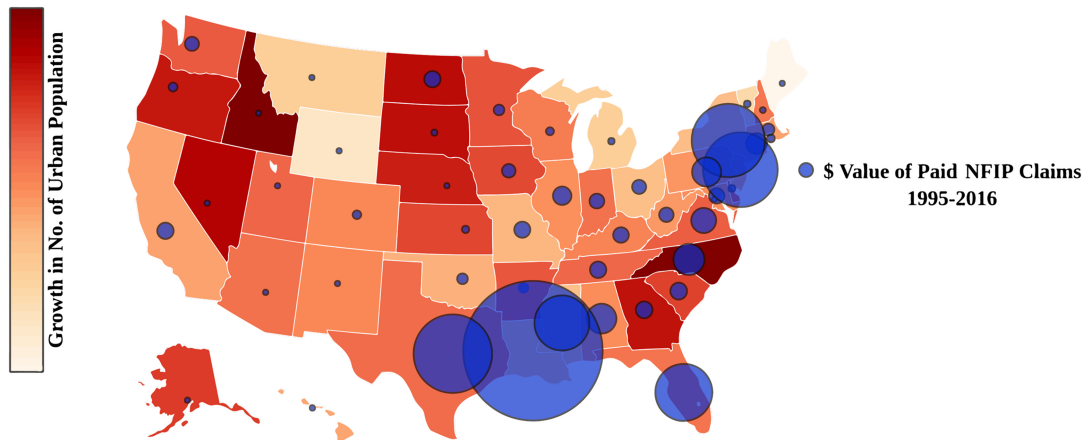 Growth in No. of Urban Population
$ Value of Paid NFIP Claims
1995-2016